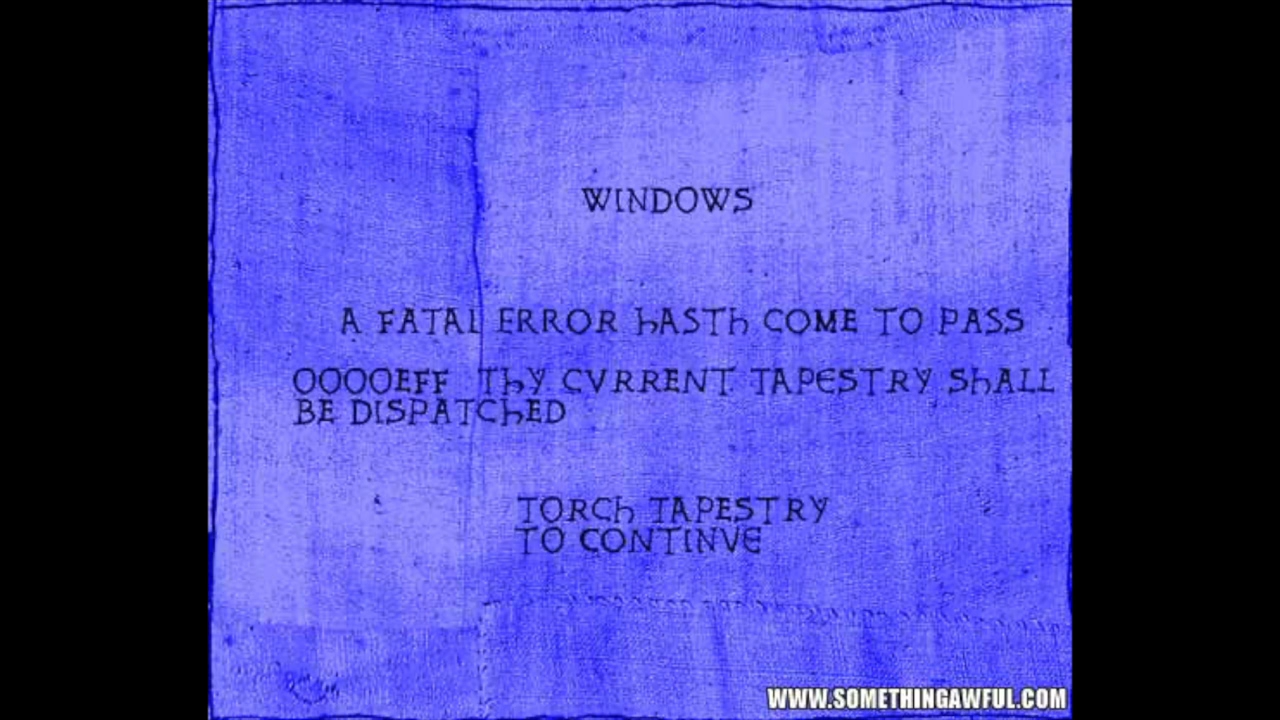 WINDOWS
A FATAL ERROR hASTh COME TO PASS
OOOOEFF ThY CVRRENT TAPESTRY ShALL
BE DISPATChED
TORCh TAPESTRY
TO CONTINVE
WWW.SOMETHINGAWFUL.COM